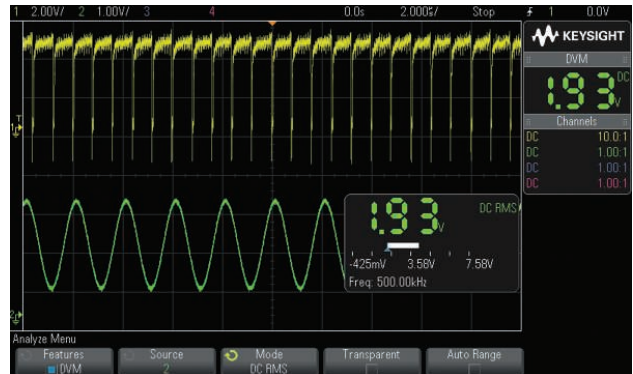 1 2.00V/ 2 1.00V/ 3 4 0.0s 2.000µs/ Stop 1 0.0V
KEYSIGHT
DVM
1.93 V DC
Channels
DC 10.0:1
DC 1.00:1
DC 1.00:1
DC 1.00:1
T
1
1.93 V DC RMS
-425mV 3.58V 7.58V
Freq: 500.00kHz
2
Analyze Menu
Features Source Mode Transparent Auto Range
DVM 2 DC RMS